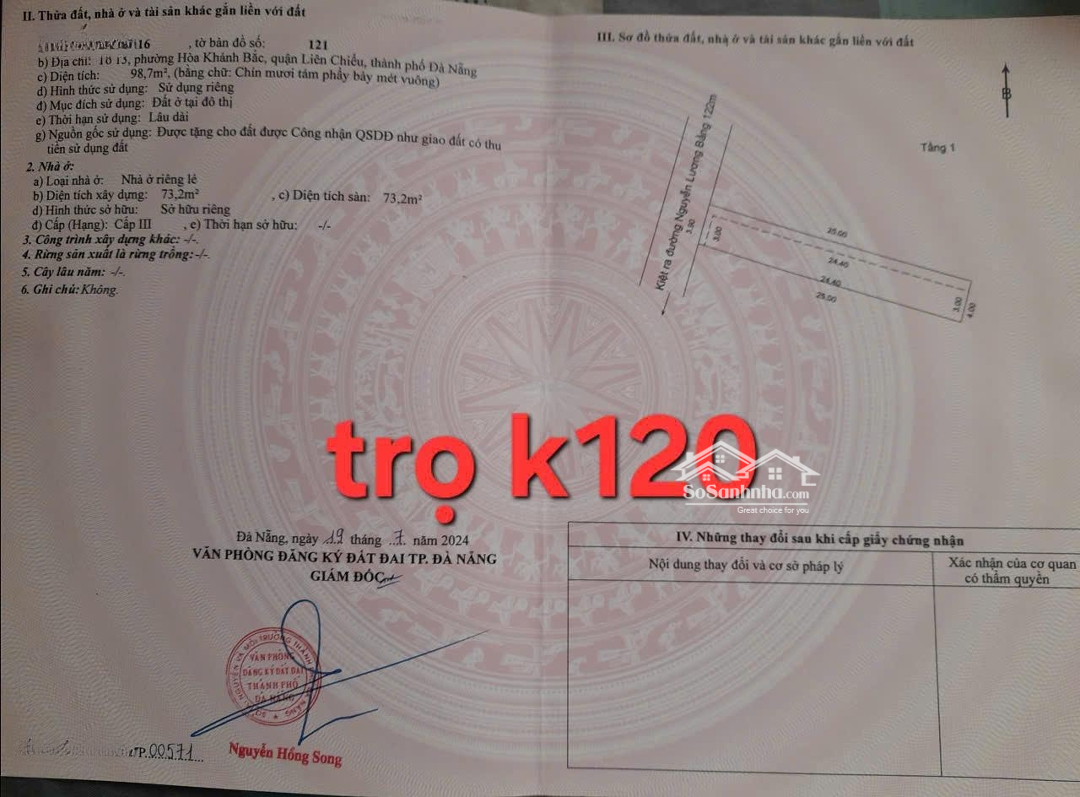 II. Thửa đất, nhà ở và tài sản khác gắn liền với đất
16 , tờ bản đồ số: 121
b) Địa chỉ: Tổ 15, phường Hòa Khánh Bắc, quận Liên Chiểu, thành phố Đà Nẵng
c) Diện tích: 98,7m², (bằng chữ: Chín mươi tám phẩy bảy mét vuông)
d) Hình thức sử dụng: Sử dụng riêng
đ) Mục đích sử dụng: Đất ở tại đô thị
e) Thời hạn sử dụng: Lâu dài
g) Nguồn gốc sử dụng: Được tặng cho đất được Công nhận QSDĐ như giao đất có thu
tiền sử dụng đất
2. Nhà ở:
a) Loại nhà ở: Nhà ở riêng lẻ
b) Diện tích xây dựng: 73,2m² , c) Diện tích sàn: 73,2m²
d) Hình thức sở hữu: Sở hữu riêng
đ) Cấp (Hạng): Cấp III , e) Thời hạn sở hữu: -/-
3. Công trình xây dựng khác: -/-.
4. Rừng sản xuất là rừng trồng: -/-.
5. Cây lâu năm: -/-.
6. Ghi chú: Không.
III. Sơ đồ thửa đất, nhà ở và tài sản khác gắn liền với đất
B
Tầng 1
Kiệt ra đường Nguyễn Lương Bằng 122m
3.90
3.00
25.00
24.40
24.40
25.00
3.00
4.00
trọ k120
SoSanhnha.com
Great choice for you
Đà Nẵng, ngày 19 tháng 7 năm 2024
VĂN PHÒNG ĐĂNG KÝ ĐẤT ĐAI TP. ĐÀ NẴNG
GIÁM ĐỐC
VĂN PHÒNG
ĐĂNG KÝ ĐẤT ĐAI
THÀNH PHỐ
ĐÀ NẴNG
Nguyễn Hồng Song
00571
IV. Những thay đổi sau khi cấp giấy chứng nhận
Nội dung thay đổi và cơ sở pháp lý
Xác nhận của cơ quan
có thẩm quyền